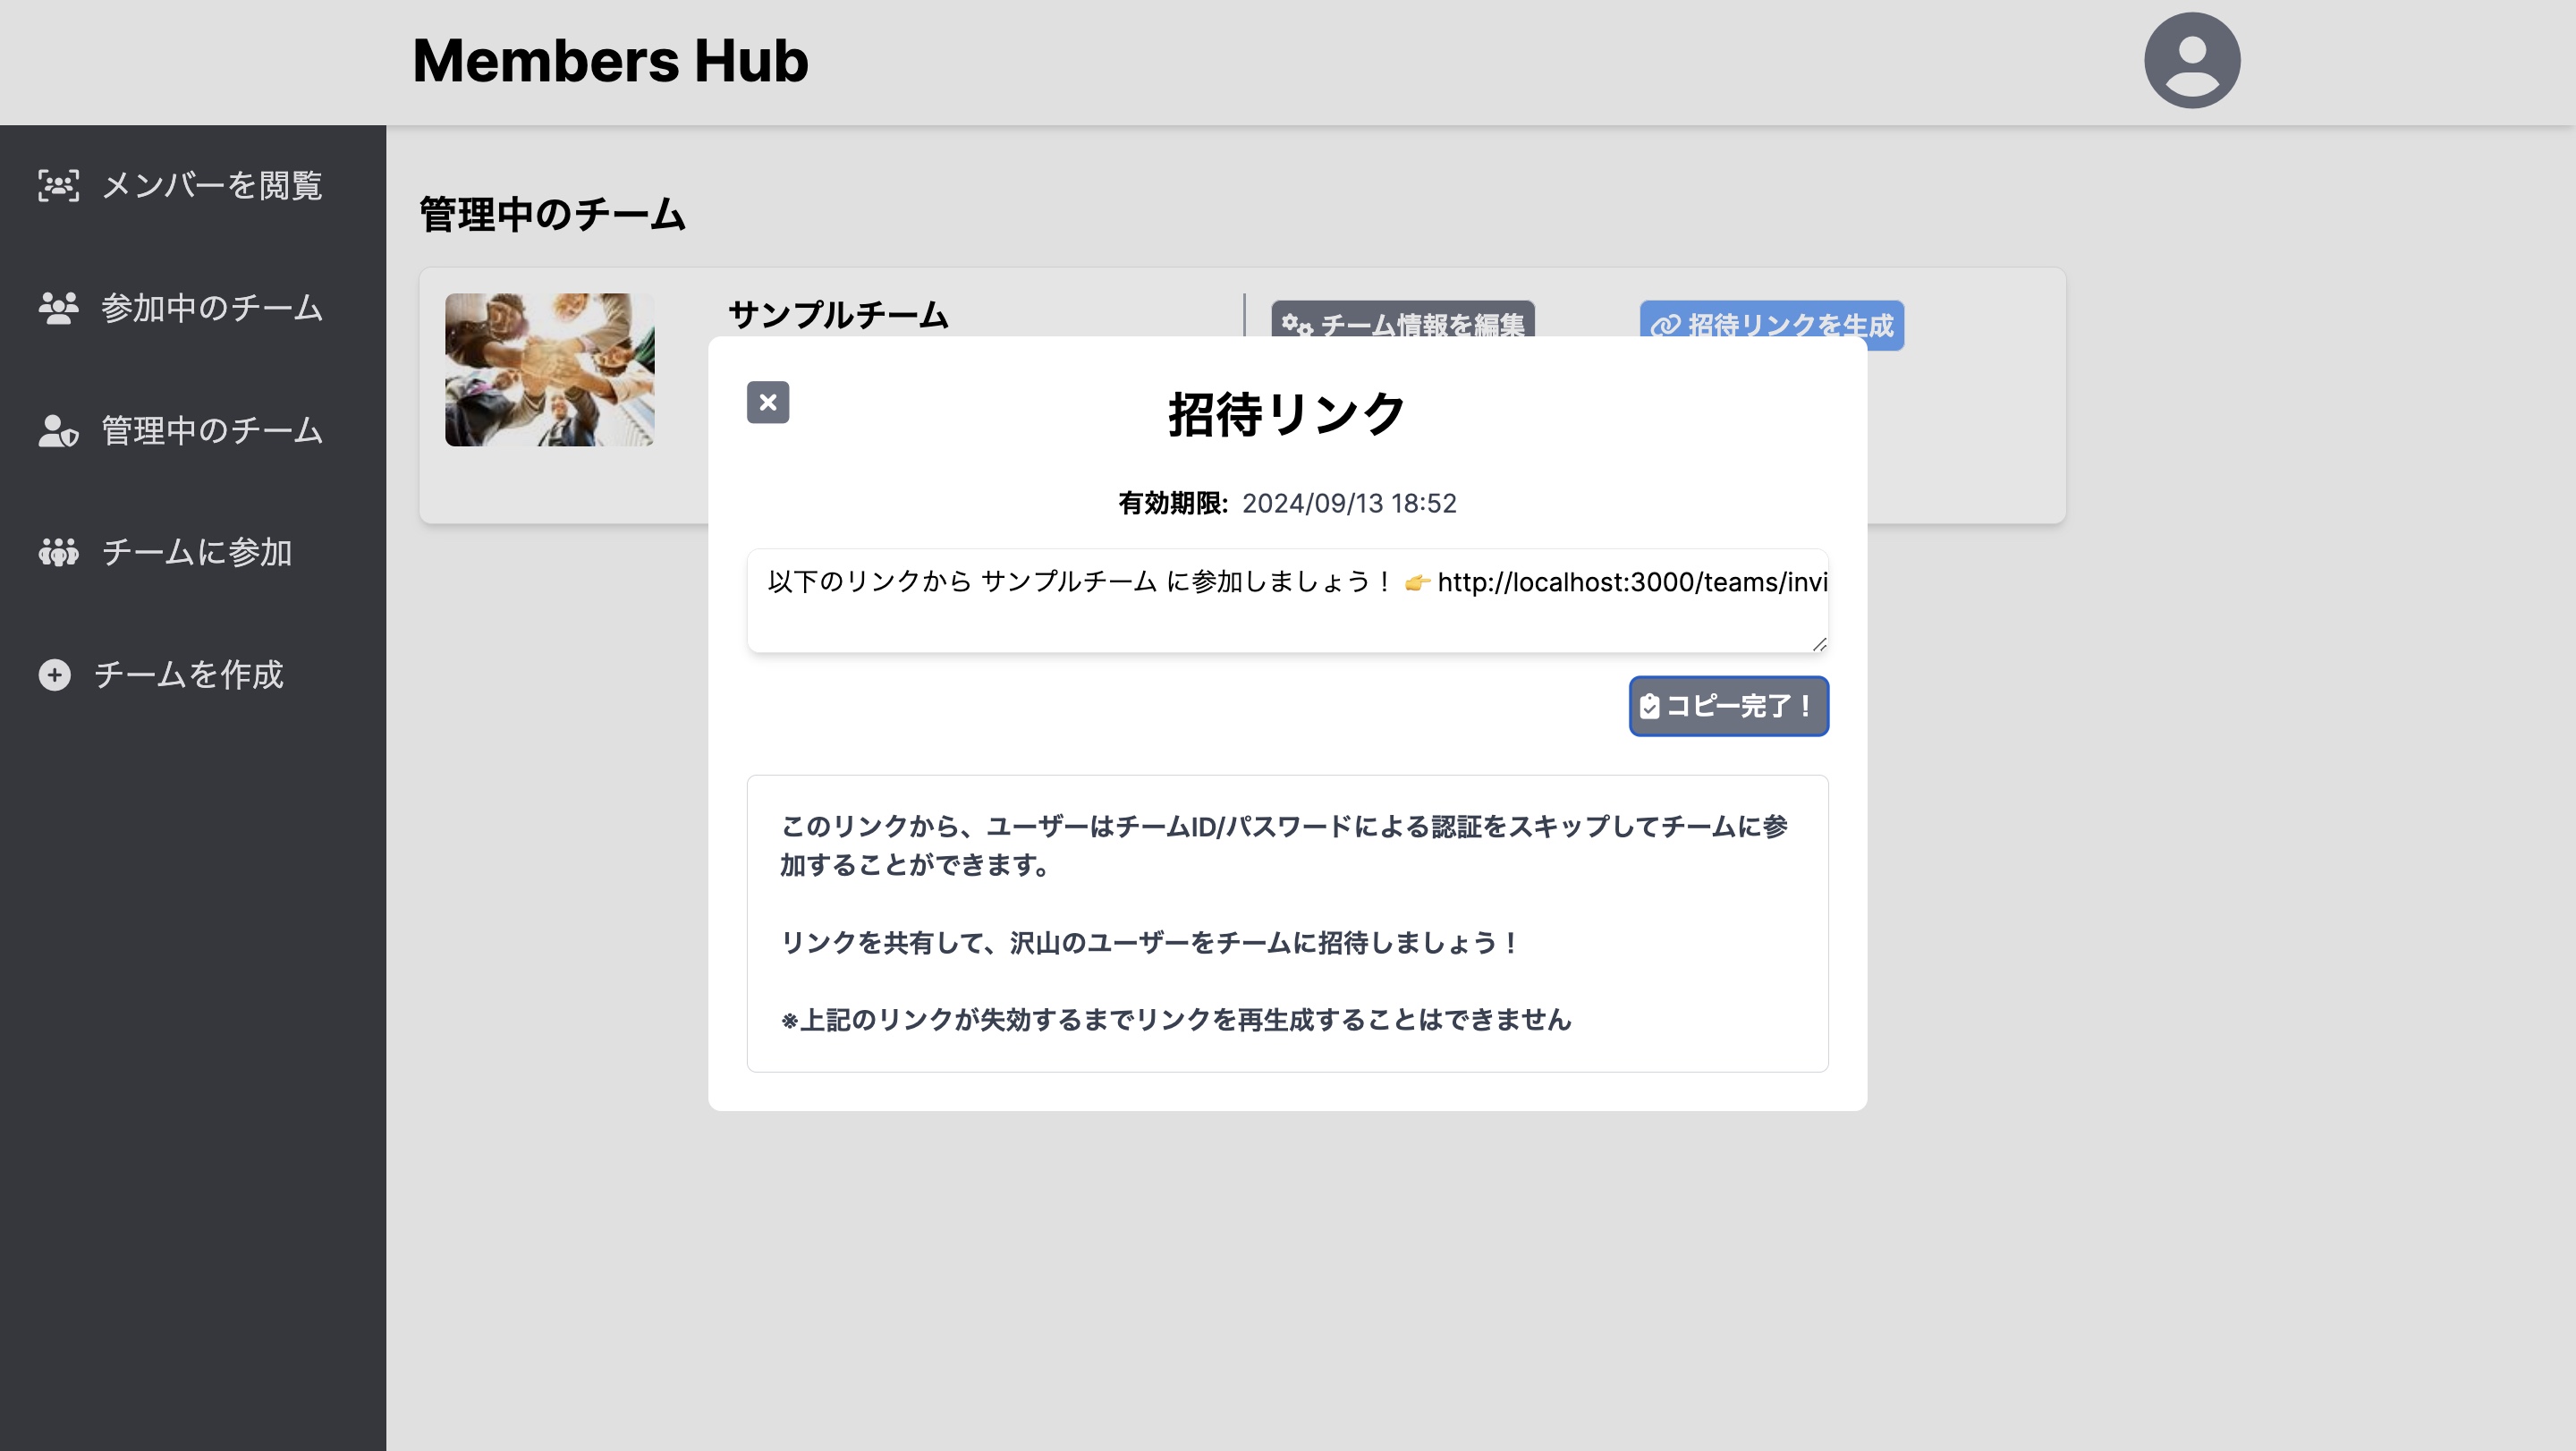 Members Hub
メンバーを閲覧
参加中のチーム
管理中のチーム
チームに参加
チームを作成
管理中のチーム
サンプルチーム
チーム情報を編集
招待リンクを生成
招待リンク
有効期限: 2024/09/13 18:52
以下のリンクから サンプルチーム に参加しましょう！ 👉 http://localhost:3000/teams/invi
コピー完了！
このリンクから、ユーザーはチームID/パスワードによる認証をスキップしてチームに参
加することができます。
リンクを共有して、沢山のユーザーをチームに招待しましょう！
※上記のリンクが失効するまでリンクを再生成することはできません